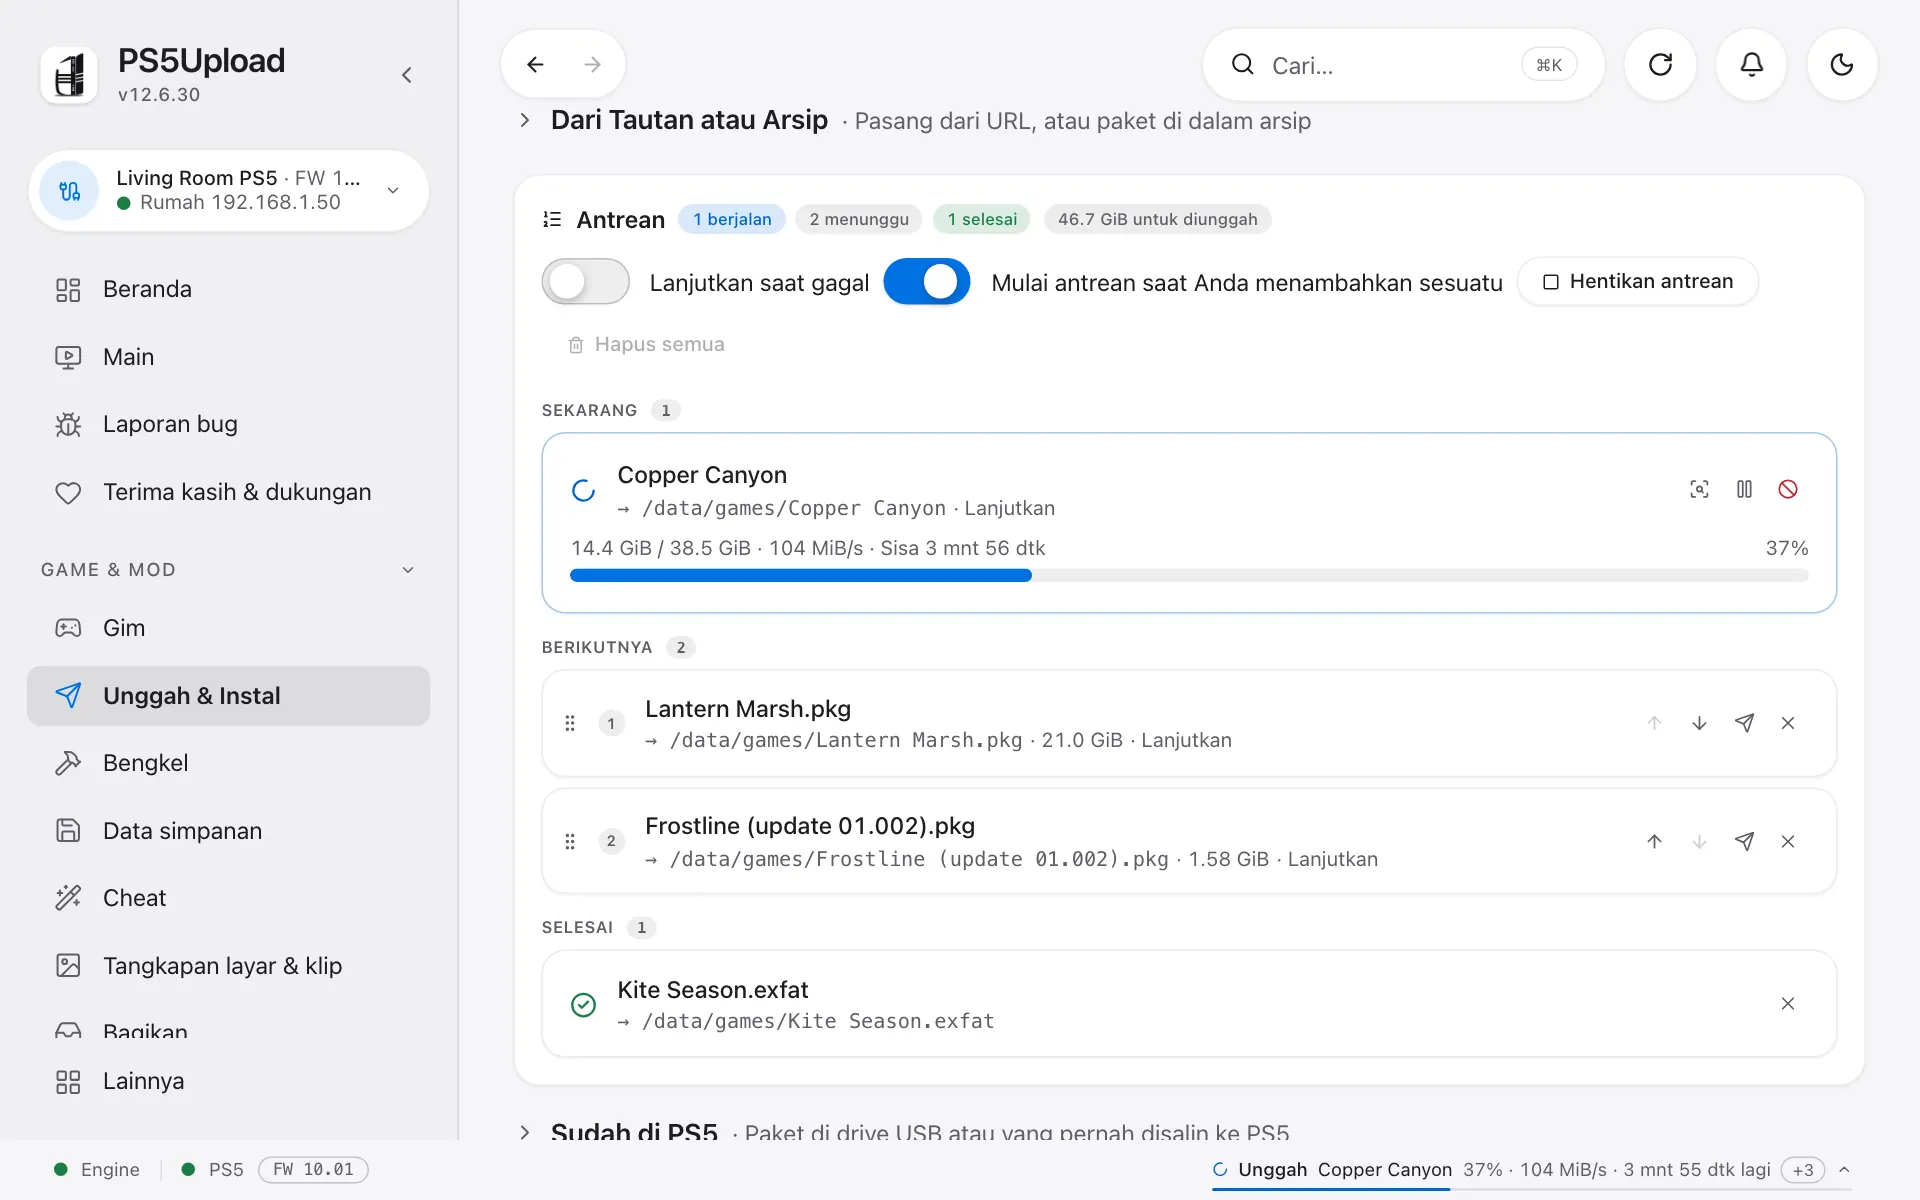 PS5Upload
v12.6.30
Living Room PS5 · FW 1...
Rumah 192.168.1.50
Beranda
Main
Laporan bug
Terima kasih & dukungan
GAME & MOD
Gim
Unggah & Instal
Bengkel
Data simpanan
Cheat
Tangkapan layar & klip
Bagikan
Lainnya
Cari...
⌘K
Dari Tautan atau Arsip · Pasang dari URL, atau paket di dalam arsip
Antrean 1 berjalan 2 menunggu 1 selesai 46.7 GiB untuk diunggah
Lanjutkan saat gagal Mulai antrean saat Anda menambahkan sesuatu Hentikan antrean
Hapus semua
SEKARANG 1
Copper Canyon
→ /data/games/Copper Canyon · Lanjutkan
14.4 GiB / 38.5 GiB · 104 MiB/s · Sisa 3 mnt 56 dtk 37%
BERIKUTNYA 2
1 Lantern Marsh.pkg
→ /data/games/Lantern Marsh.pkg · 21.0 GiB · Lanjutkan
2 Frostline (update 01.002).pkg
→ /data/games/Frostline (update 01.002).pkg · 1.58 GiB · Lanjutkan
SELESAI 1
Kite Season.exfat
→ /data/games/Kite Season.exfat
Sudah di PS5 · Paket di drive USB atau yang pernah disalin ke PS5
Engine PS5 FW 10.01
Unggah Copper Canyon 37% · 104 MiB/s · 3 mnt 55 dtk lagi +3